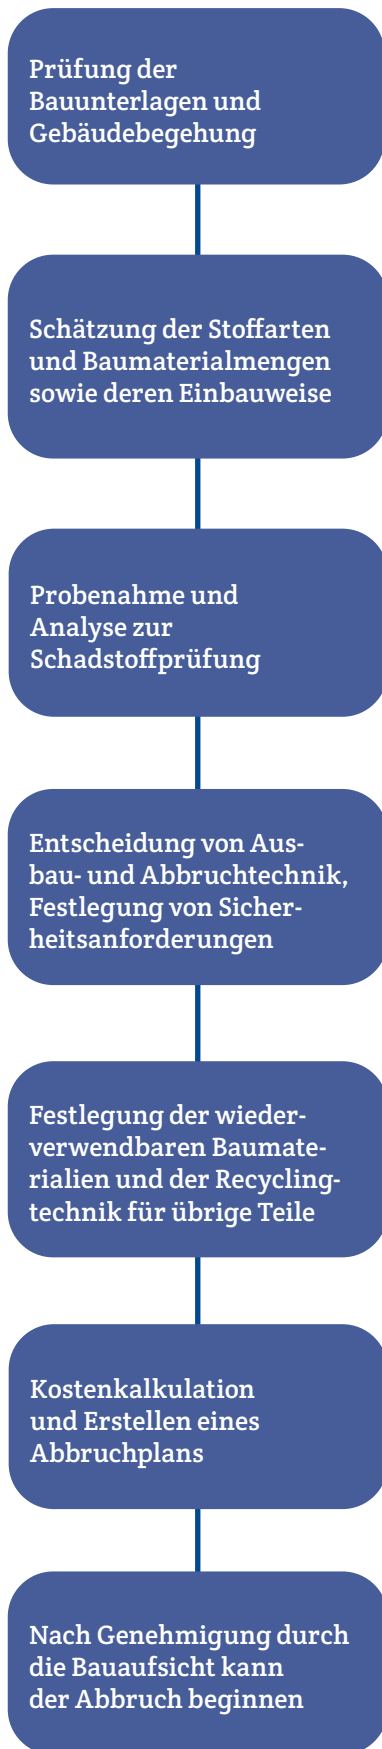 Prüfung der
Bauunterlagen und
Gebäudebegehung
Schätzung der Stoffarten
und Baumaterialmengen
sowie deren Einbauweise
Probenahme und
Analyse zur
Schadstoffprüfung
Entscheidung von Aus-
bau- und Abbruchtechnik,
Festlegung von Sicher-
heitsanforderungen
Festlegung der wieder-
verwendbaren Baumate-
rialien und der Recycling-
technik für übrige Teile
Kostenkalkulation
und Erstellen eines
Abbruchplans
Nach Genehmigung durch
die Bauaufsicht kann
der Abbruch beginnen